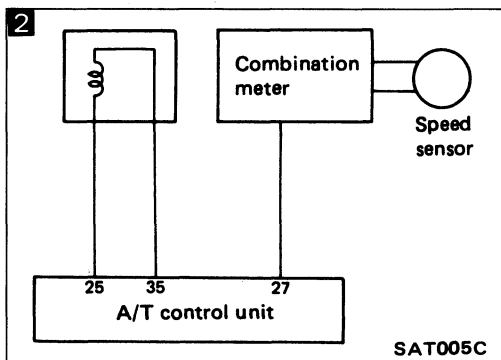 2
Combination
meter
Speed
sensor
25 35 27
A/T control unit
SAT005C